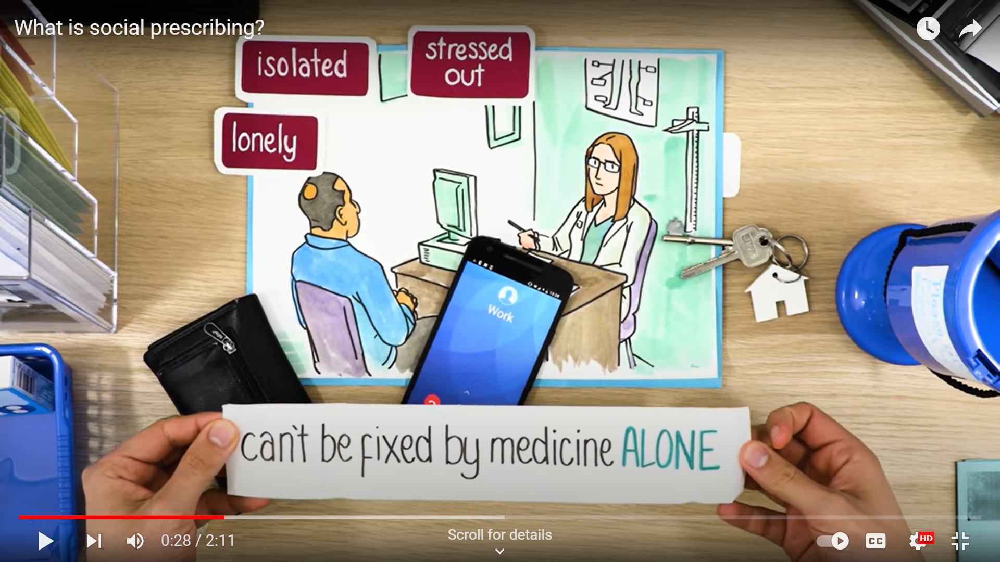 What is social prescribing?
isolated
stressed
out
lonely
Work
can't be fixed by medicine ALONE
0:28 / 2:11
Scroll for details
CC
HD